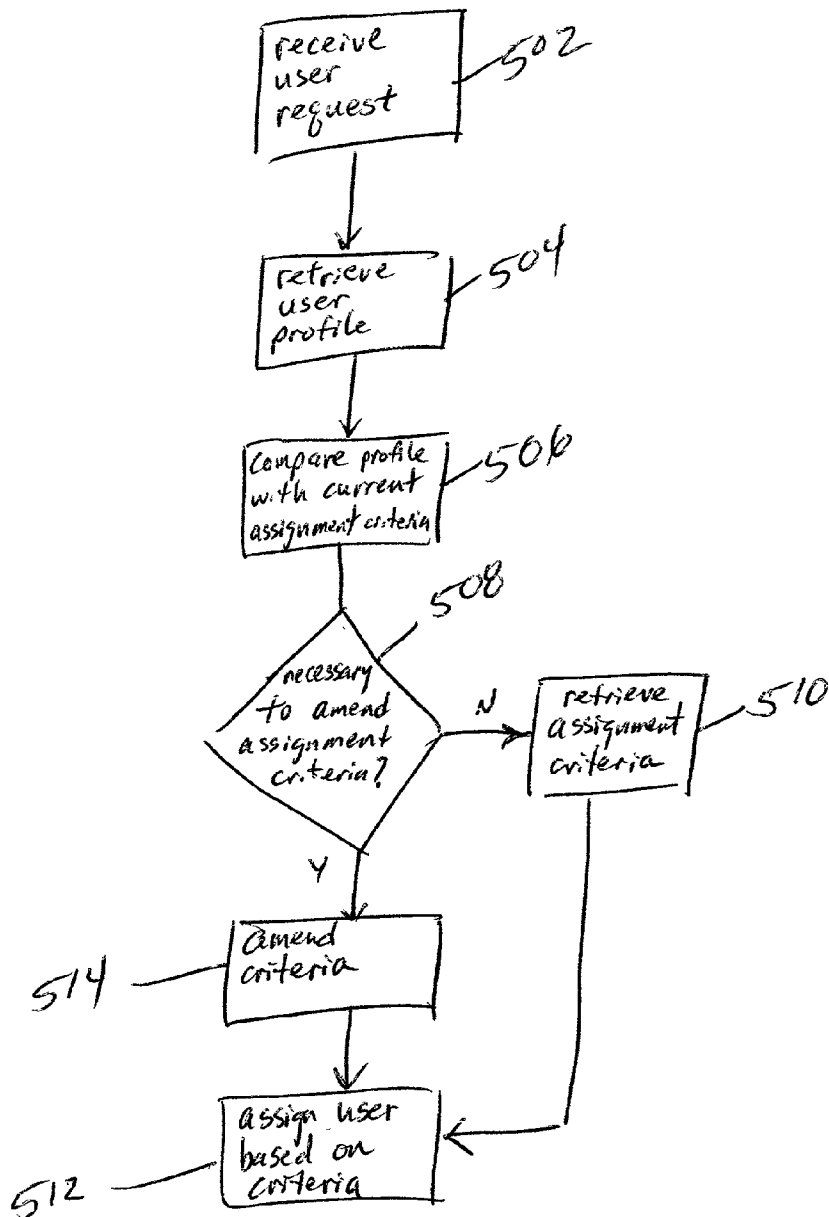 receive
user
request
502
retrieve
user
profile
504
compare profile
with current
assignment criteria
506
508
necessary
to amend
assignment
criteria?
N
retrieve
assignment
criteria
510
Y
amend
criteria
514
assign user
based on
criteria
512